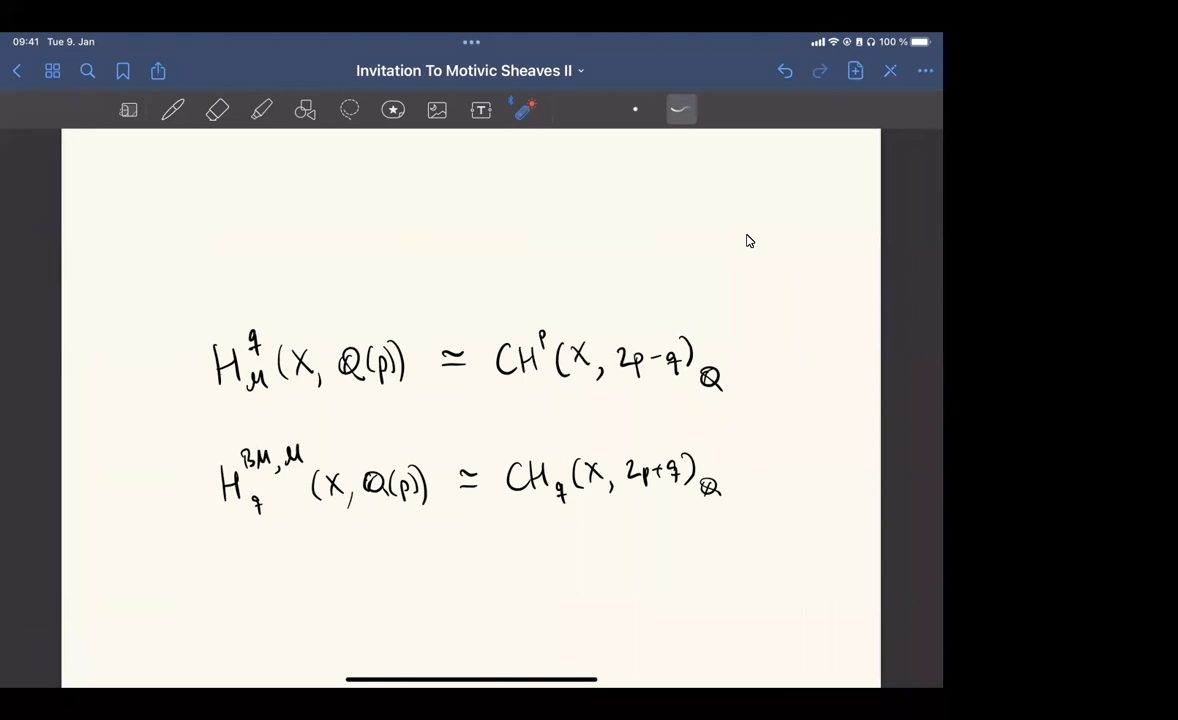 09:41 Tue 9. Jan 100 %
Invitation To Motivic Sheaves II
T
H^q_M (X, Q(p)) ≃ CH^p (X, 2p-q)_Q
H^{BM, M}_q (X, Q(p)) ≃ CH_q (X, 2p+q)_Q